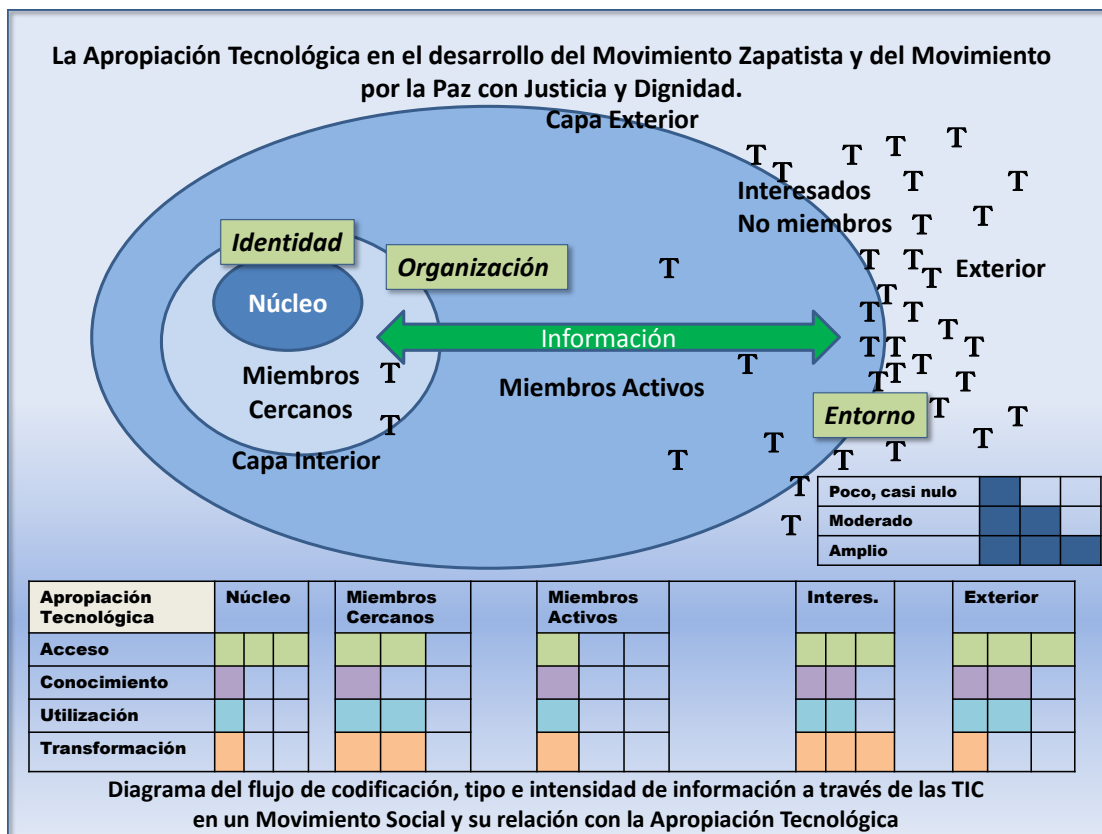 La Apropiación Tecnológica en el desarrollo del Movimiento Zapatista y del Movimiento
por la Paz con Justicia y Dignidad.
Capa Exterior
T T T T T
T T T
Interesados
No miembros
T T
Identidad
Organización
Núcleo
T
T T T
Exterior
T
T T
T
Información
T T T
Miembros
Cercanos
T
Miembros Activos
T
T T
T T
T
T
Entorno
T
T
T
T
Capa Interior
T
T
T T
T
T
Poco, casi nulo
Moderado
Amplio
Apropiación
Tecnológica
Núcleo
Miembros
Cercanos
Miembros
Activos
Interes.
Exterior
Acceso
Conocimiento
Utilización
Transformación
Diagrama del flujo de codificación, tipo e intensidad de información a través de las TIC
en un Movimiento Social y su relación con la Apropiación Tecnológica